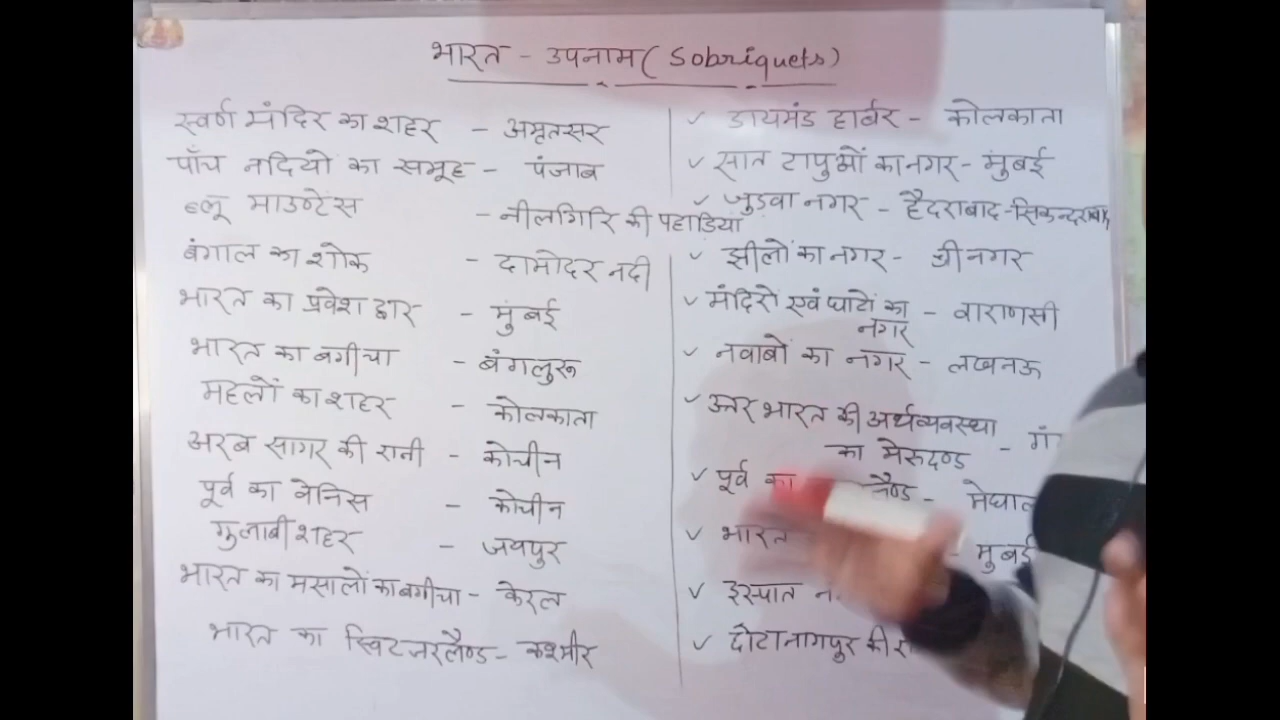 भारत - उपनाम ( Sobriquets )
स्वर्ण मंदिर का शहर - अमृतसर
पाँच नदियों का समूह - पंजाब
ब्लू माउण्टेंस - नीलगिरि की पहाडियाँ
बंगाल का शोक - दामोदर नदी
भारत का प्रवेश द्वार - मुंबई
भारत का बगीचा - बंगलुरू
महलों का शहर - कोलकाता
अरब सागर की रानी - कोचीन
पूर्व का वेनिस - कोचीन
गुलाबी शहर - जयपुर
भारत का मसालों का बगीचा - केरल
भारत का स्विटजरलैण्ड - कश्मीर
✓ डायमंड हार्बर - कोलकाता
✓ सात टापुओं का नगर - मुंबई
✓ जुडवा नगर - हैदराबाद-सिकन्दराबाद
✓ झीलों का नगर - श्रीनगर
✓ मंदिरों एवं घाटों का
नगर - वाराणसी
✓ नवाबों का नगर - लखनऊ
✓ उत्तर भारत की अर्थव्यवस्था
का मेरूदण्ड -
✓ पूर्व का -
✓ भारत - मुंबई
✓ इस्पात
✓ छोटा नागपुर की